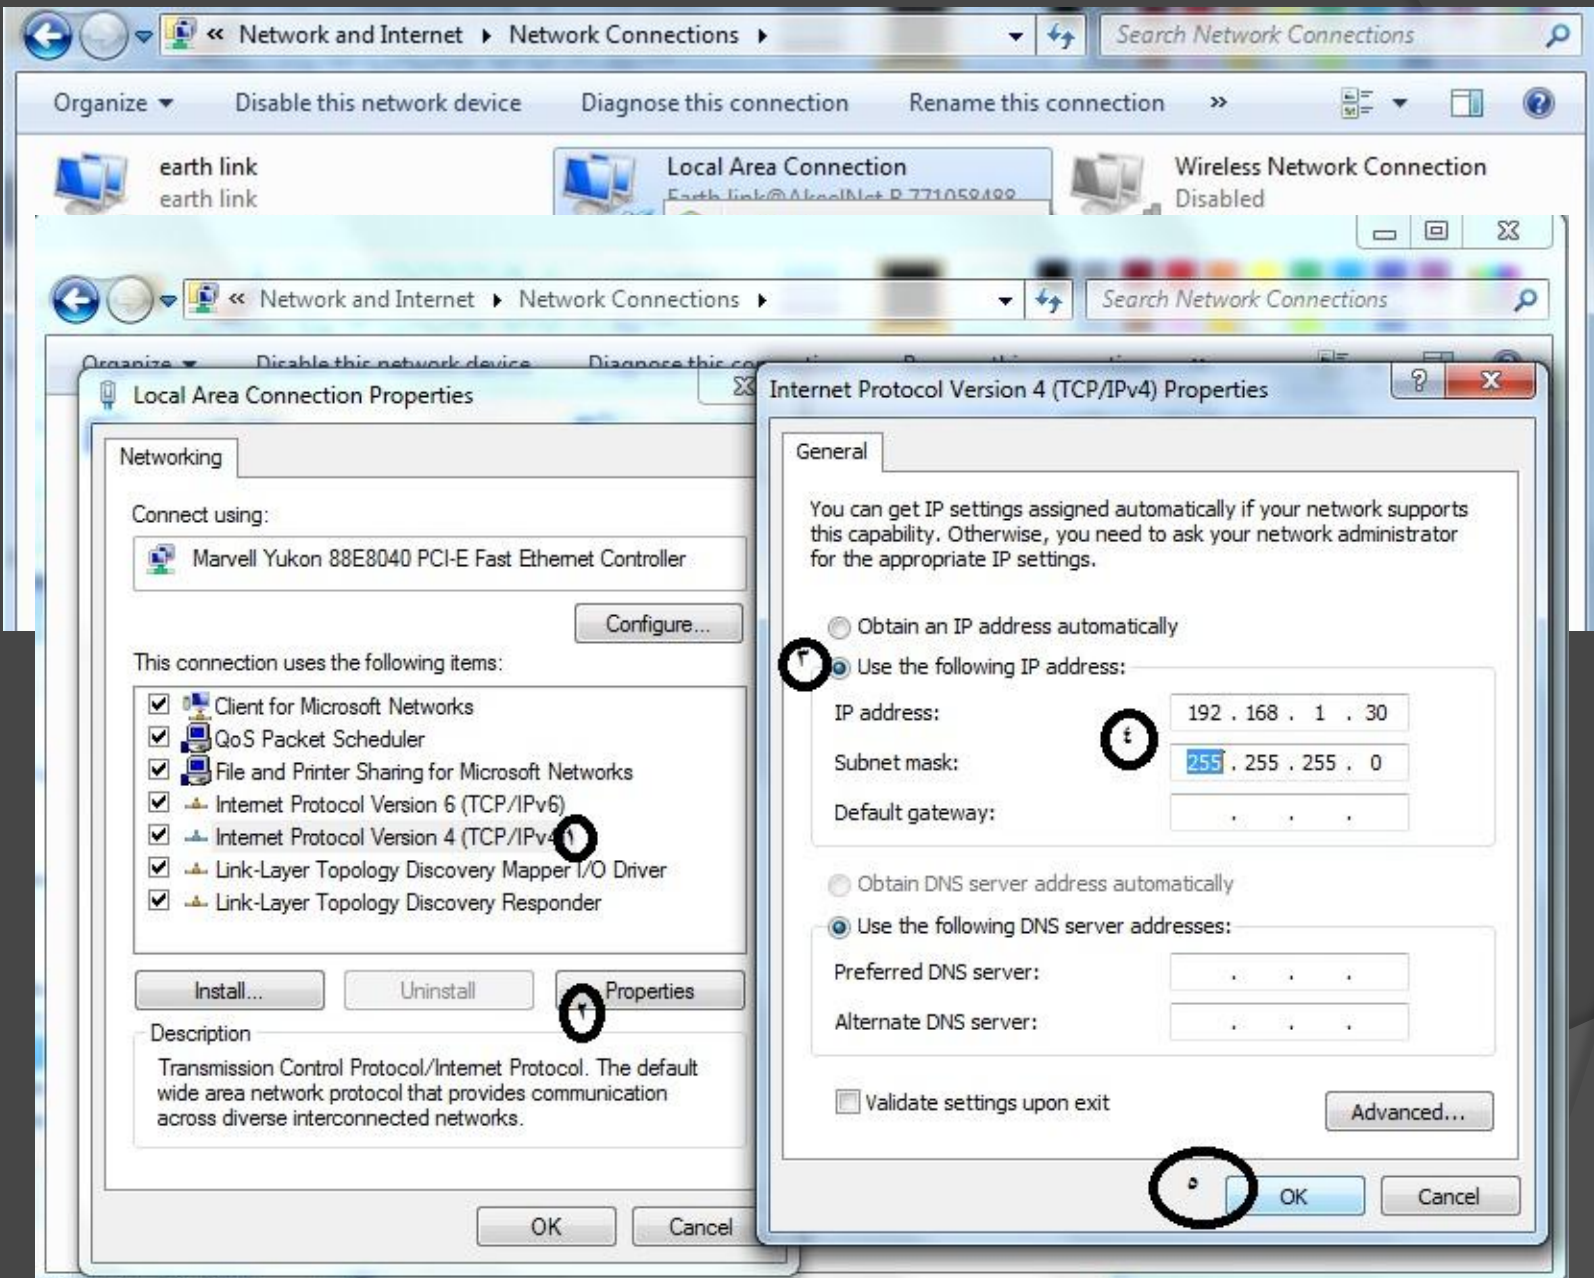 « Network and Internet ▸ Network Connections ▸
Search Network Connections
Organize ▾ Disable this network device Diagnose this connection Rename this connection »
earth link
earth link
Local Area Connection
Earth link@AkeelNet B 771058488
Wireless Network Connection
Disabled
« Network and Internet ▸ Network Connections ▸
Search Network Connections
Organize ▾ Disable this network device
Local Area Connection Properties
Networking
Connect using:
Marvell Yukon 88E8040 PCI-E Fast Ethernet Controller
Configure...
This connection uses the following items:
Client for Microsoft Networks
QoS Packet Scheduler
File and Printer Sharing for Microsoft Networks
Internet Protocol Version 6 (TCP/IPv6)
Internet Protocol Version 4 (TCP/IPv4 ١
Link-Layer Topology Discovery Mapper I/O Driver
Link-Layer Topology Discovery Responder
Install... Uninstall ٢ Properties
Description
Transmission Control Protocol/Internet Protocol. The default
wide area network protocol that provides communication
across diverse interconnected networks.
OK Cancel
Internet Protocol Version 4 (TCP/IPv4) Properties
General
You can get IP settings assigned automatically if your network supports
this capability. Otherwise, you need to ask your network administrator
for the appropriate IP settings.
Obtain an IP address automatically
٣ Use the following IP address:
IP address: 192 . 168 . 1 . 30
٤
Subnet mask: 255 . 255 . 255 . 0
Default gateway: . . .
Obtain DNS server address automatically
Use the following DNS server addresses:
Preferred DNS server: . . .
Alternate DNS server: . . .
Validate settings upon exit
Advanced...
٥ OK Cancel